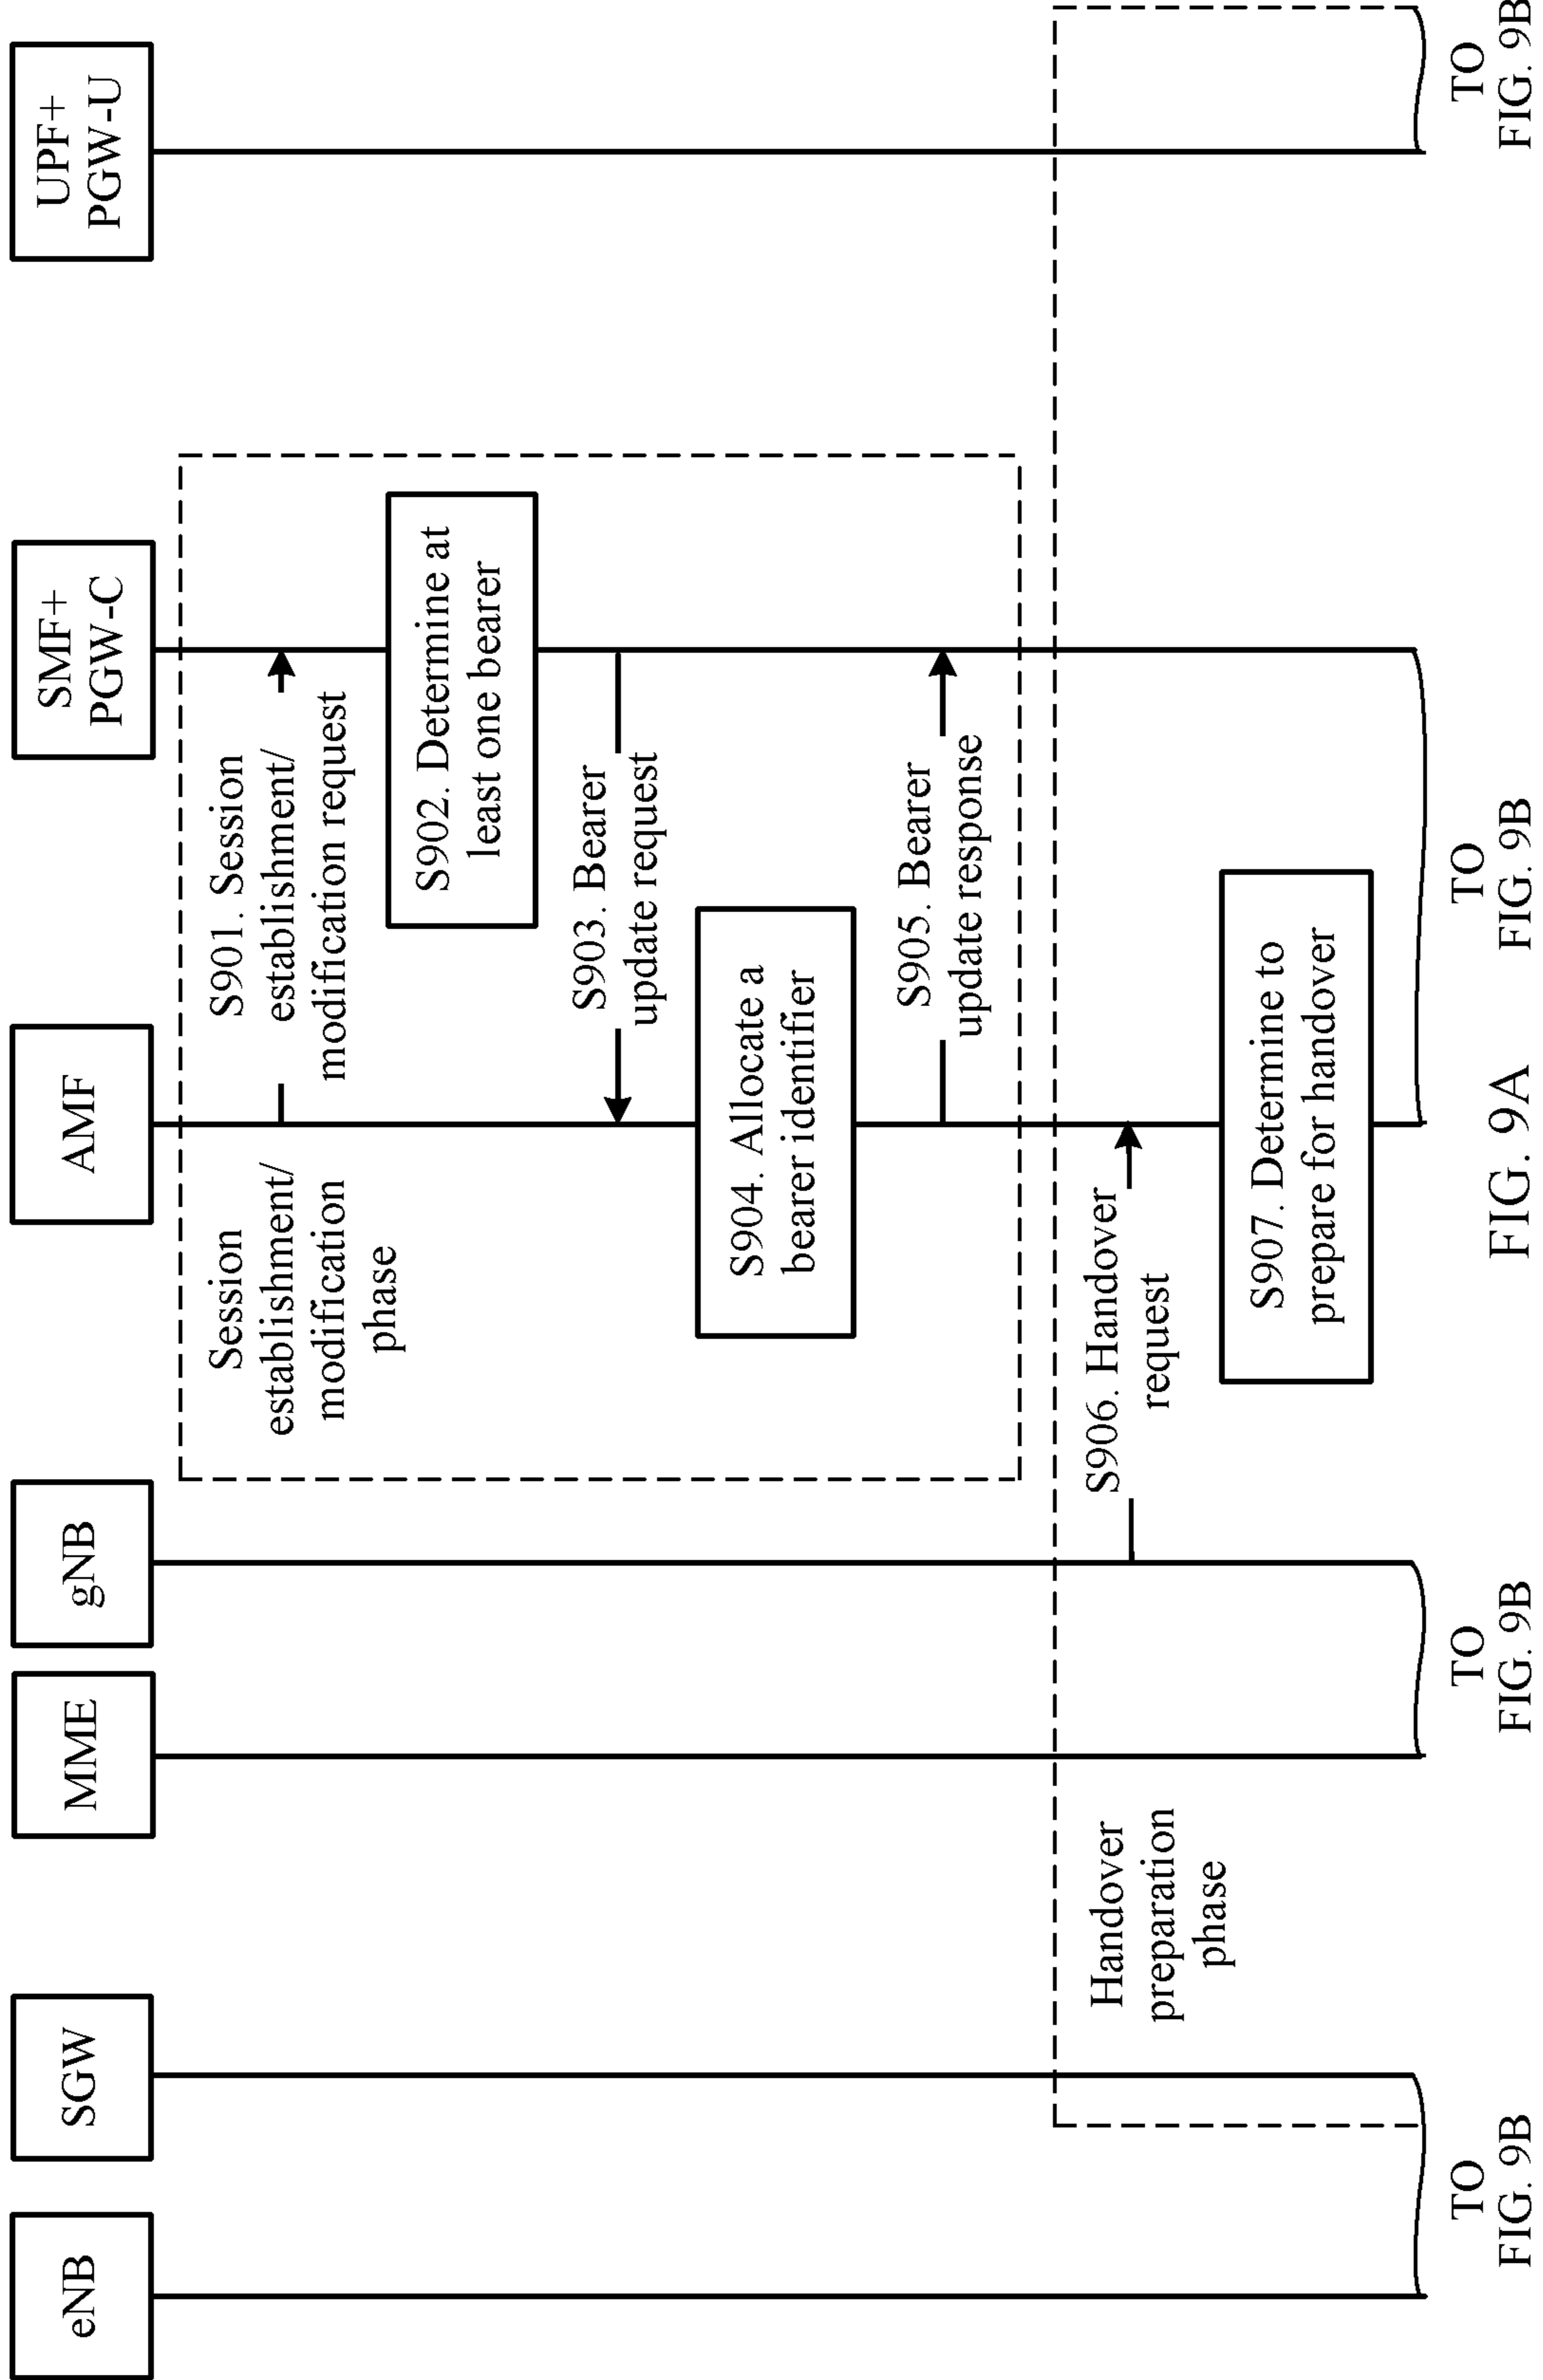 eNB
SGW
MME
gNB
AMF
SMF+
PGW-C
UPF+
PGW-U
Session
establishment/
modification
phase
S901. Session
establishment/
modification request
S902. Determine at
least one bearer
S903. Bearer
update request
S904. Allocate a
bearer identifier
S905. Bearer
update response
Handover
preparation
phase
S906. Handover
request
S907. Determine to
prepare for handover
TO
FIG. 9B
TO
FIG. 9B
TO
FIG. 9B
TO
FIG. 9B
FIG. 9A